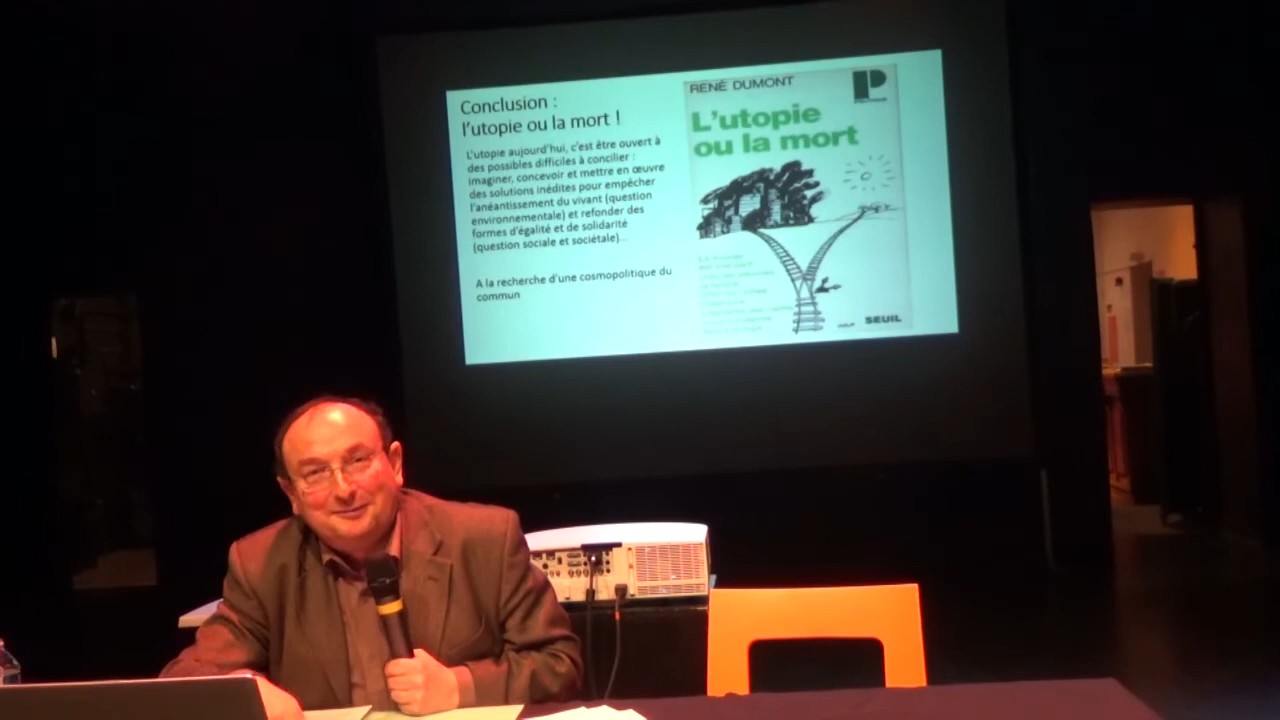 Conclusion :
l'utopie ou la mort !
L'utopie aujourd'hui, c'est être ouvert à
des possibles difficiles à concilier :
imaginer, concevoir et mettre en œuvre
des solutions inédites pour empêcher
l'anéantissement du vivant (question
environnementale) et refonder des
formes d'égalité et de solidarité
(question sociale et sociétale)...
A la recherche d'une cosmopolitique du
commun
RENÉ DUMONT
P
L'utopie
ou la mort
SEUIL